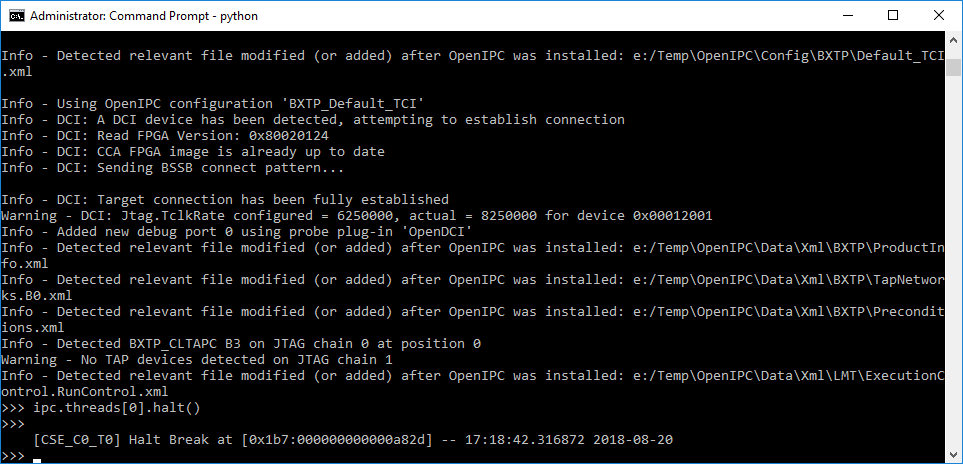 Administrator: Command Prompt - python
Info - Detected relevant file modified (or added) after OpenIPC was installed: e:/Temp\OpenIPC\Config\BXTP\Default_TCI
.xml
Info - Using OpenIPC configuration 'BXTP_Default_TCI'
Info - DCI: A DCI device has been detected, attempting to establish connection
Info - DCI: Read FPGA Version: 0x80020124
Info - DCI: CCA FPGA image is already up to date
Info - DCI: Sending BSSB connect pattern...
Info - DCI: Target connection has been fully established
Warning - DCI: Jtag.TclkRate configured = 6250000, actual = 8250000 for device 0x00012001
Info - Added new debug port 0 using probe plug-in 'OpenDCI'
Info - Detected relevant file modified (or added) after OpenIPC was installed: e:/Temp\OpenIPC\Data\Xml\BXTP\ProductIn
fo.xml
Info - Detected relevant file modified (or added) after OpenIPC was installed: e:/Temp\OpenIPC\Data\Xml\BXTP\TapNetwor
ks.B0.xml
Info - Detected relevant file modified (or added) after OpenIPC was installed: e:/Temp\OpenIPC\Data\Xml\BXTP\Precondit
ions.xml
Info - Detected BXTP_CLTAPC B3 on JTAG chain 0 at position 0
Warning - No TAP devices detected on JTAG chain 1
Info - Detected relevant file modified (or added) after OpenIPC was installed: e:/Temp\OpenIPC\Data\Xml\LMT\ExecutionC
ontrol.RunControl.xml
>>> ipc.threads[0].halt()
>>>
[CSE_C0_T0] Halt Break at [0x1b7:000000000000a82d] -- 17:18:42.316872 2018-08-20
>>>